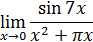 lim x→0 sin 7x / x² + πx